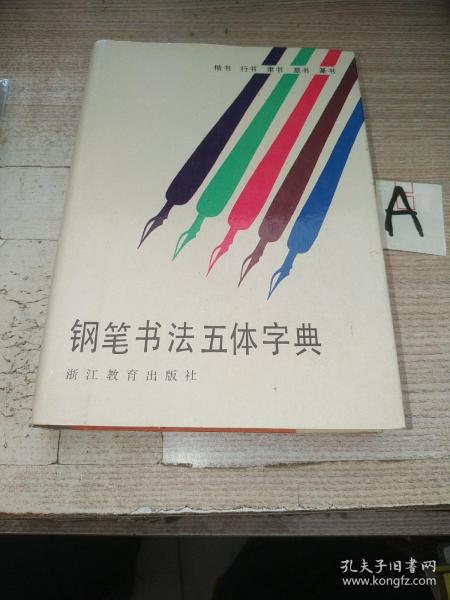 楷书 行书 隶书 草书 篆书
A
钢笔书法五体字典
浙江教育出版社
孔夫子旧书网
www.kongfz.com